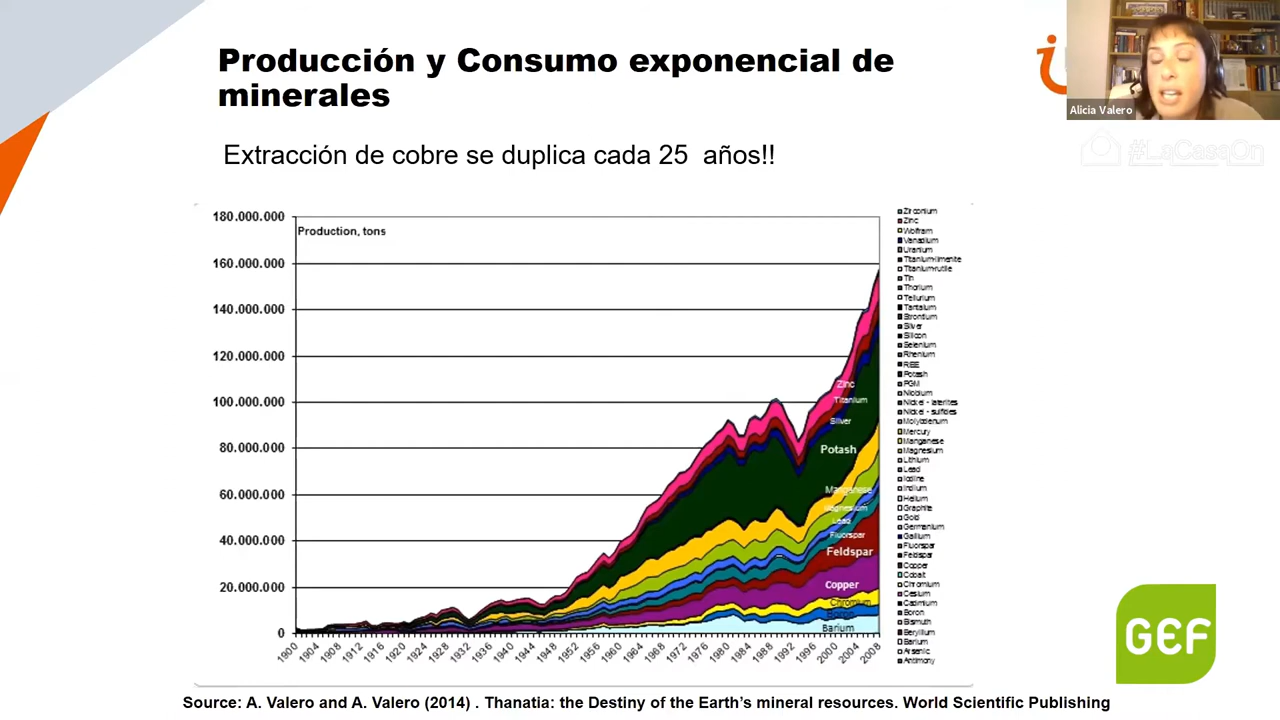 Producción y Consumo exponencial de
minerales
Alicia Valero
#LaCasaOn
Extracción de cobre se duplica cada 25 años!!
180.000.000
160.000.000
140.000.000
120.000.000
100.000.000
80.000.000
60.000.000
40.000.000
20.000.000
0
Production, tons
Zinc
Titanium
Silver
Potash
Manganese
Magnesium
Lead
Fluorspar
Feldspar
Copper
Chromium
Boron
Barium
1900
1904
1908
1912
1916
1920
1924
1928
1932
1936
1940
1944
1948
1952
1956
1960
1964
1968
1972
1976
1980
1984
1988
1992
1996
2000
2004
2008
Zirconium
Zinc
Wolfram
Vanadium
Uranium
Titanium-ilmenite
Titanium-rutile
Tin
Thorium
Tellurium
Tantalum
Strontium
Silver
Silicon
Selenium
Rhenium
REE
Potash
PGM
Niobium
Nickel - laterites
Nickel - sulfides
Molybdenum
Mercury
Manganese
Magnesium
Lithium
Lead
Iodine
Indium
Helium
Graphite
Gold
Germanium
Gallium
Fluorspar
Feldspar
Copper
Cobalt
Chromium
Cesium
Cadmium
Boron
Bismuth
Beryllium
Barium
Arsenic
Antimony
GEF
Source: A. Valero and A. Valero (2014) . Thanatia: the Destiny of the Earth's mineral resources. World Scientific Publishing